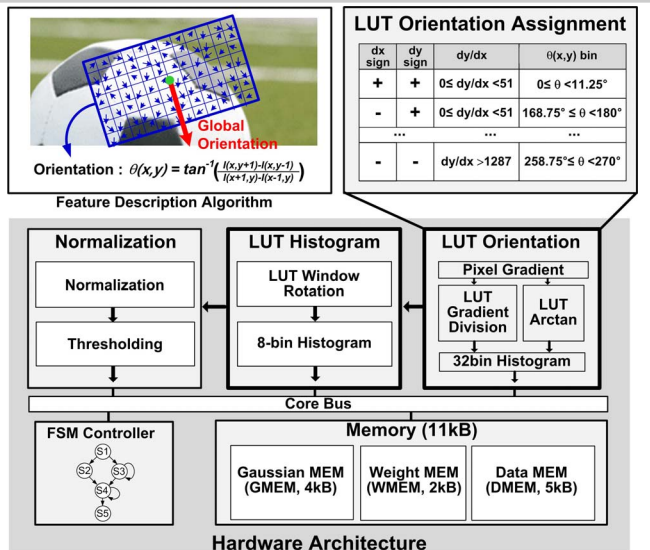 Global
Orientation
Orientation : θ(x,y) = tan⁻¹(I(x,y+1)-I(x,y-1) / I(x+1,y)-I(x-1,y))
Feature Description Algorithm
LUT Orientation Assignment
dx sign dy sign dy/dx θ(x,y) bin
+ + 0≤ dy/dx <51 0≤ θ <11.25°
- + 0≤ dy/dx <51 168.75° ≤ θ <180°
... ... ...
- - dy/dx >1287 258.75°≤ θ <270°
Normalization
Normalization
Thresholding
LUT Histogram
LUT Window
Rotation
8-bin Histogram
LUT Orientation
Pixel Gradient
LUT
Gradient
Division
LUT
Arctan
32bin Histogram
Core Bus
FSM Controller
S1
S2
S3
S4
S5
Memory (11kB)
Gaussian MEM
(GMEM, 4kB)
Weight MEM
(WMEM, 2kB)
Data MEM
(DMEM, 5kB)
Hardware Architecture